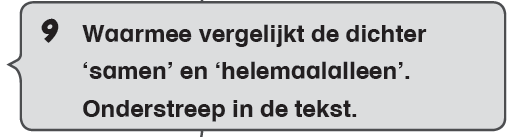 9 Waarmee vergelijkt de dichter
‘samen’ en ‘helemaalalleen’.
Onderstreep in de tekst.